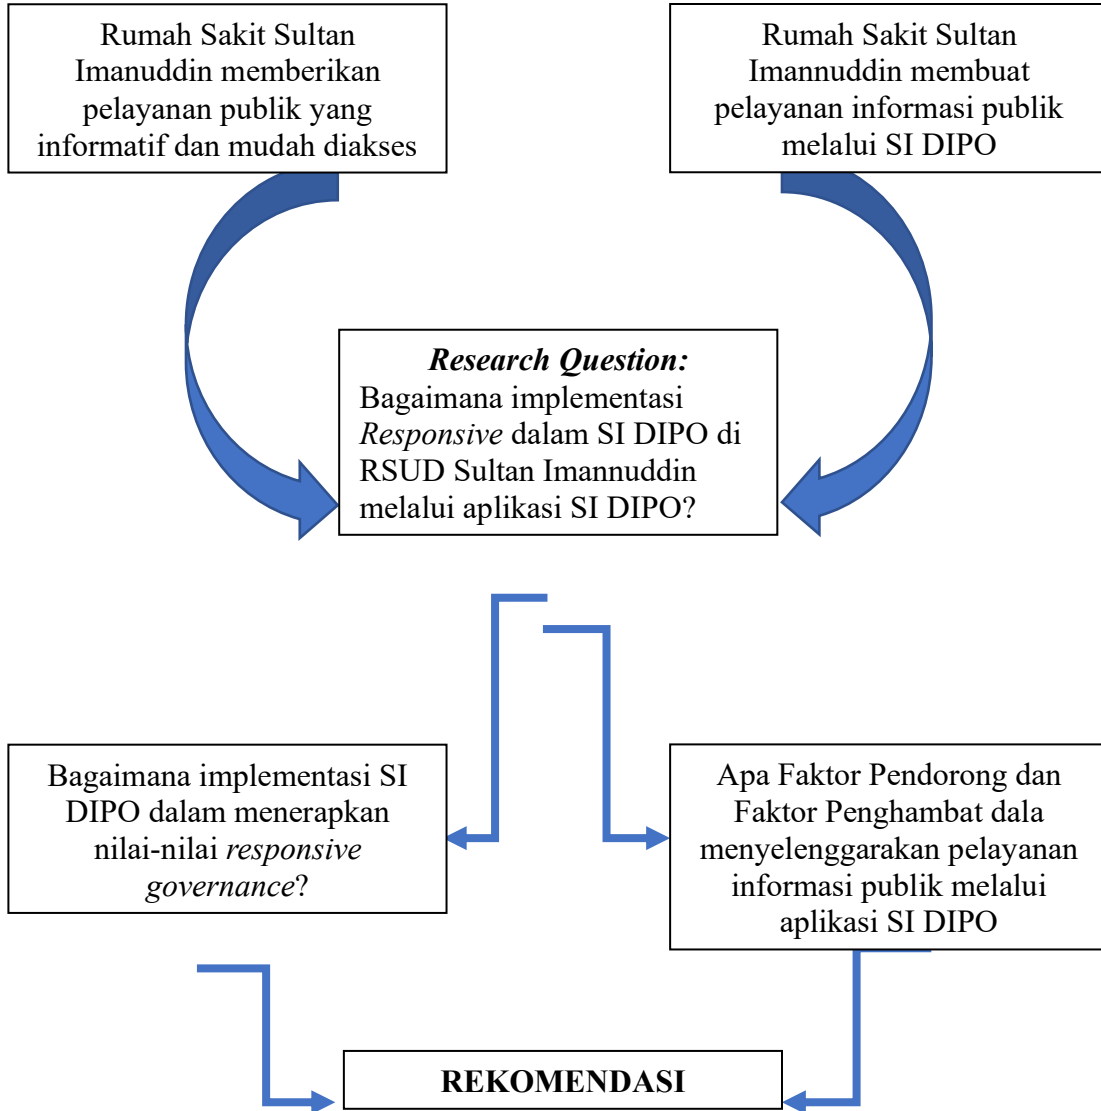 Rumah Sakit Sultan
Imanuddin memberikan
pelayanan publik yang
informatif dan mudah diakses
Rumah Sakit Sultan
Imannuddin membuat
pelayanan informasi publik
melalui SI DIPO
Research Question:
Bagaimana implementasi
Responsive dalam SI DIPO di
RSUD Sultan Imannuddin
melalui aplikasi SI DIPO?
Bagaimana implementasi SI
DIPO dalam menerapkan
nilai-nilai responsive
governance?
Apa Faktor Pendorong dan
Faktor Penghambat dala
menyelenggarakan pelayanan
informasi publik melalui
aplikasi SI DIPO
REKOMENDASI